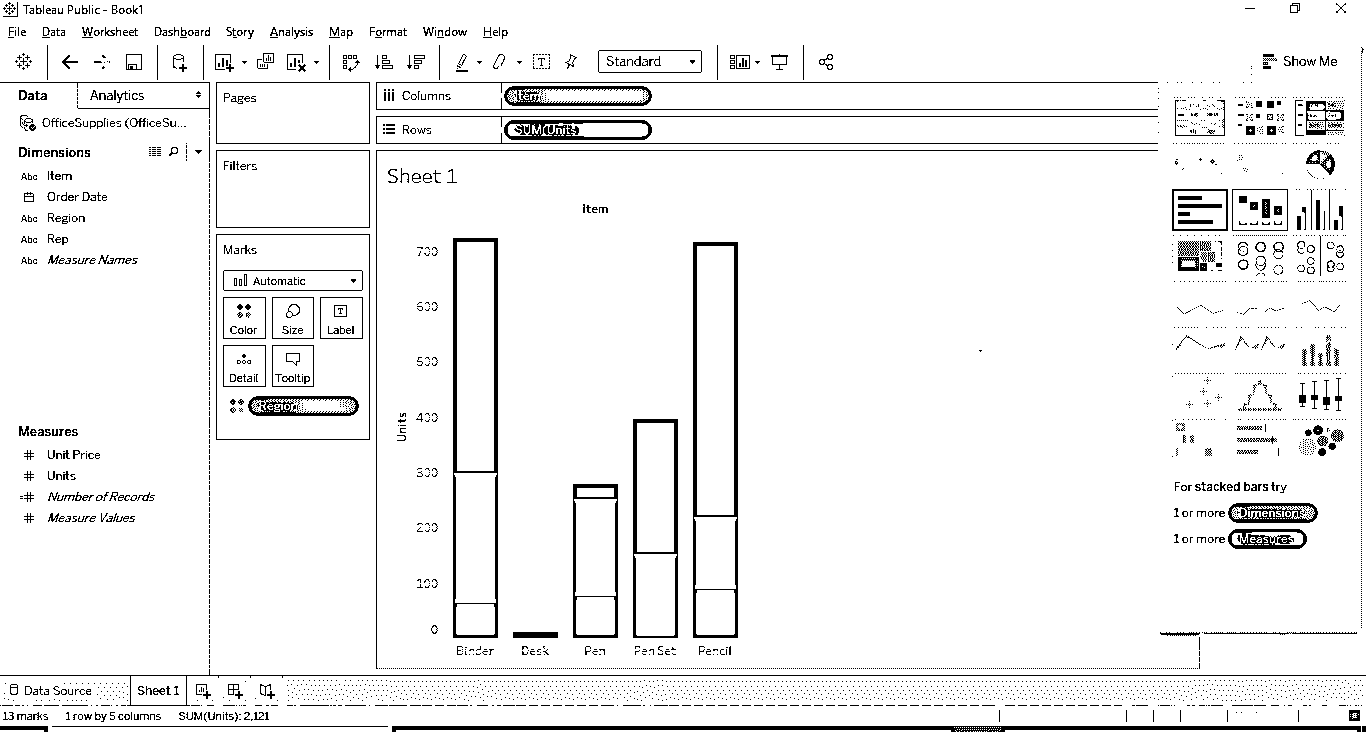 Tableau Public - Book1
File Data Worksheet Dashboard Story Analysis Map Format Window Help
Standard
Show Me
Data Analytics
OfficeSupplies (OfficeSu...
Dimensions
Abc Item
Order Date
Abc Region
Abc Rep
Abc Measure Names
Measures
# Unit Price
# Units
=# Number of Records
# Measure Values
Pages
Filters
Marks
Automatic
Color Size Label
Detail Tooltip
Region
Columns Item
Rows SUM(Units)
Sheet 1
Item
Units
700
600
500
400
300
200
100
0
Binder Desk Pen Pen Set Pencil
For stacked bars try
1 or more Dimensions
1 or more Measures
Data Source Sheet 1
13 marks 1 row by 5 columns SUM(Units): 2,121